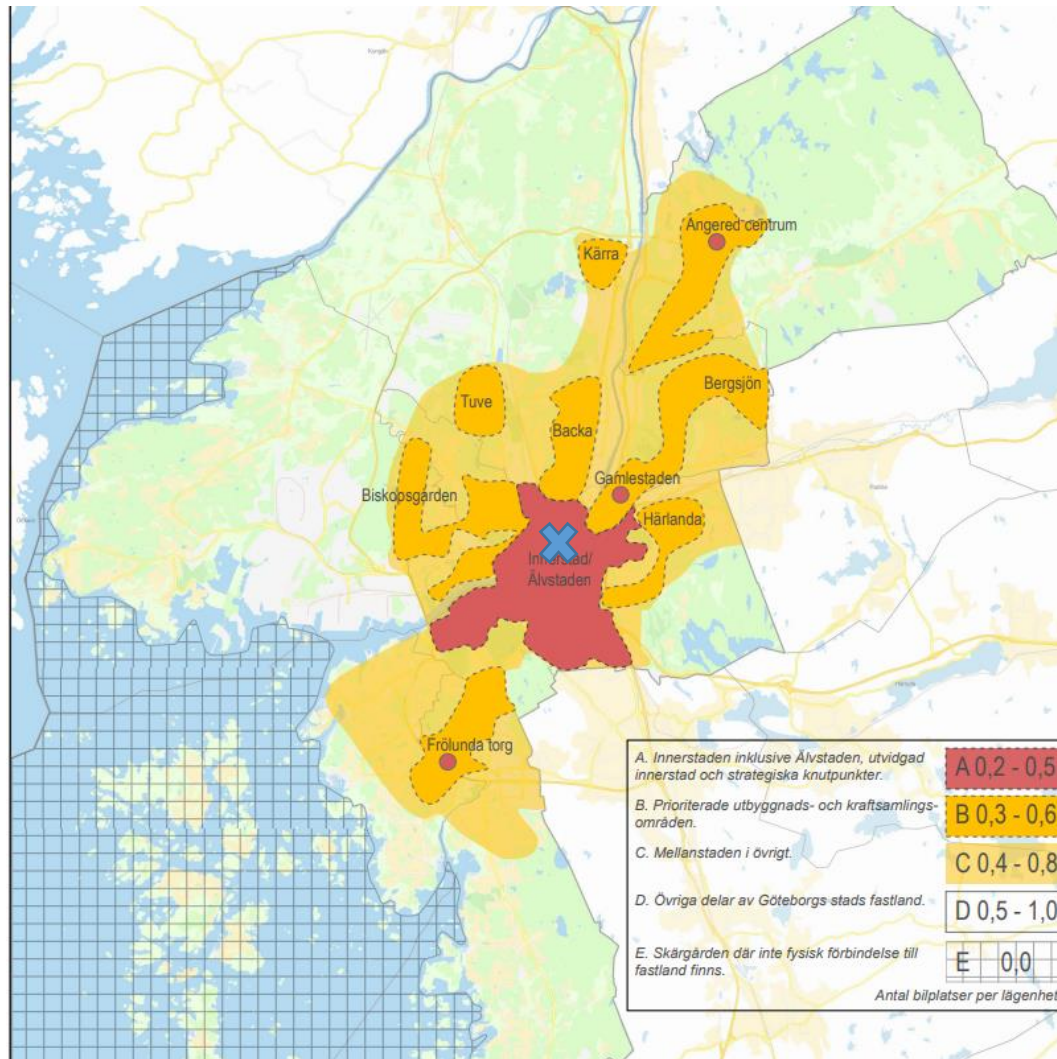 Angered centrum
Kärra
Bergsjön
Tuve
Backa
Gamlestaden
Biskopsgården
Härlanda
Innerstad/
Älvstaden
Frölunda torg
A. Innerstaden inklusive Älvstaden, utvidgad
innerstad och strategiska knutpunkter.
A 0,2 - 0,5
B. Prioriterade utbyggnads- och kraftsamlings-
områden.
B 0,3 - 0,6
C. Mellanstaden i övrigt.
C 0,4 - 0,8
D. Övriga delar av Göteborgs stads fastland.
D 0,5 - 1,0
E. Skärgården där inte fysisk förbindelse till
fastland finns.
E 0,0
Antal bilplatser per lägenhet